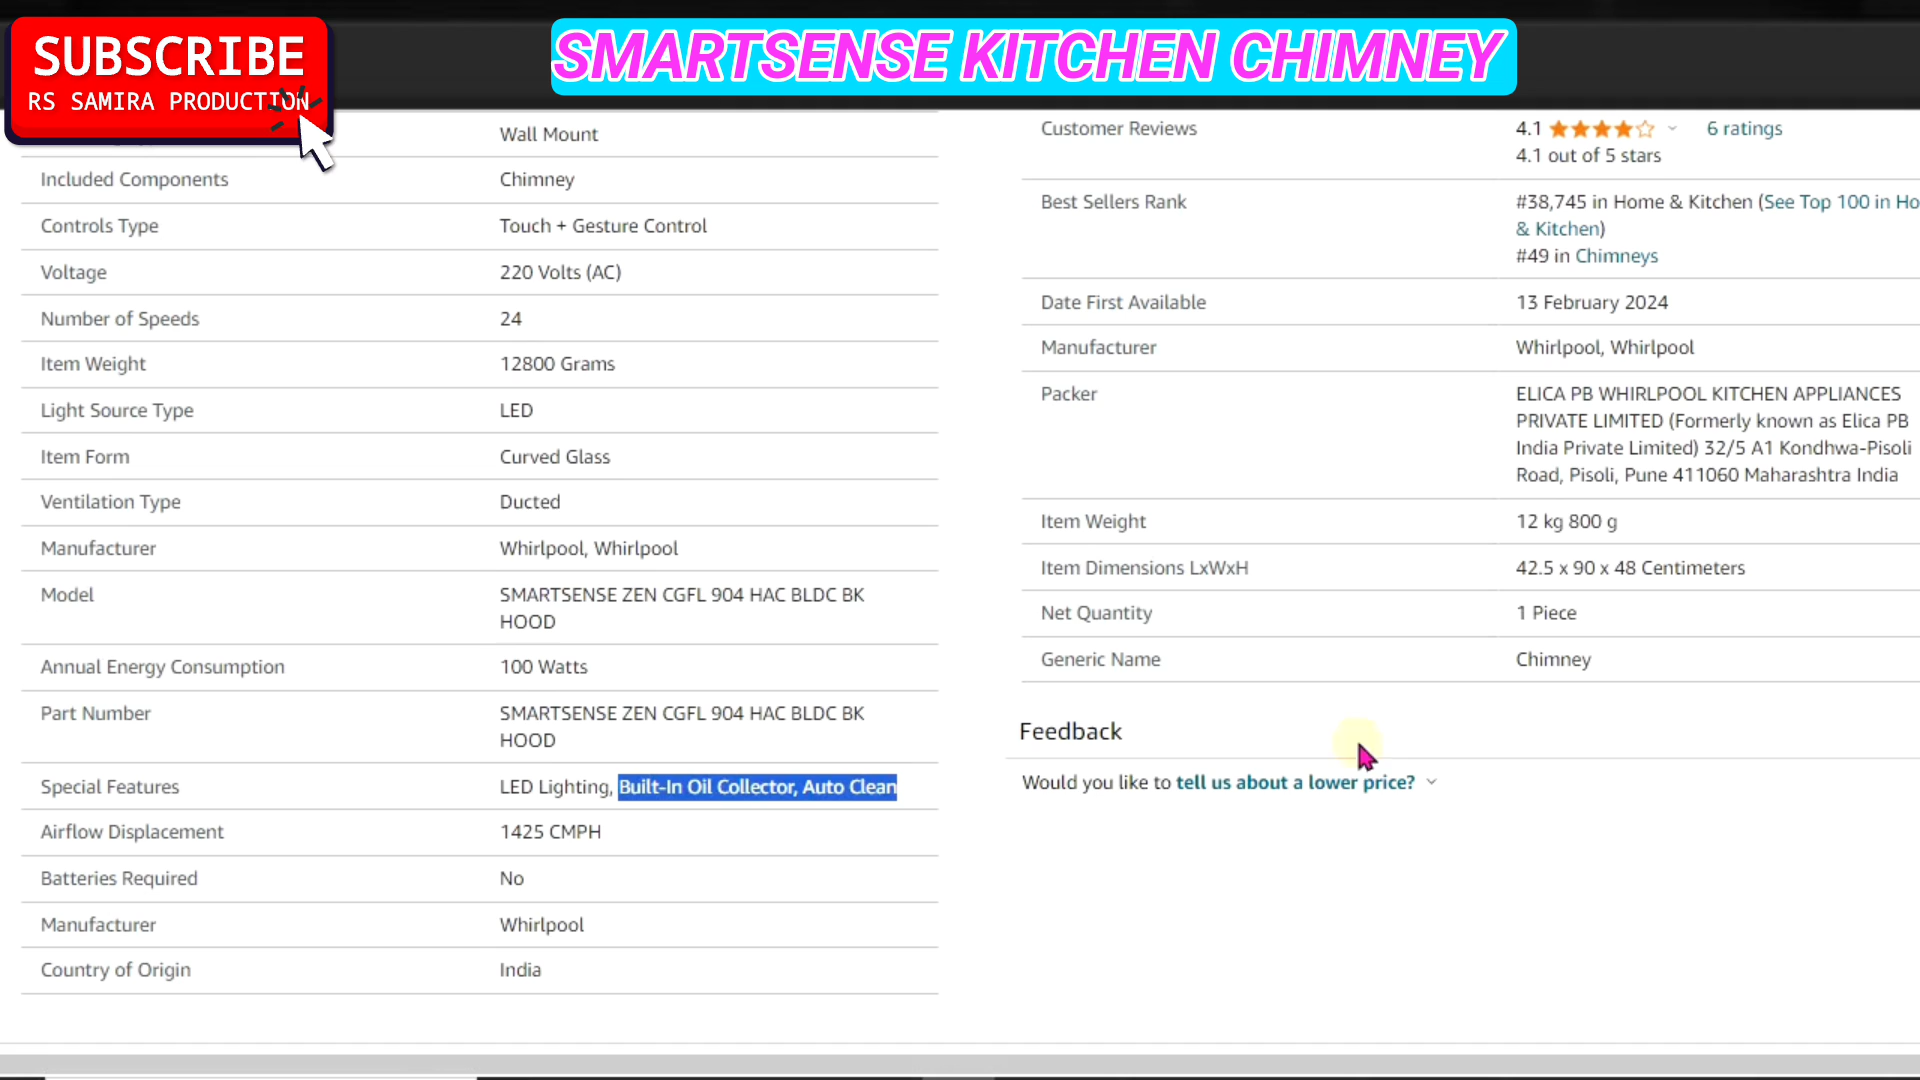 SUBSCRIBE
RS SAMIRA PRODUCTION
SMARTSENSE KITCHEN CHIMNEY
Wall Mount
Included Components Chimney
Controls Type Touch + Gesture Control
Voltage 220 Volts (AC)
Number of Speeds 24
Item Weight 12800 Grams
Light Source Type LED
Item Form Curved Glass
Ventilation Type Ducted
Manufacturer Whirlpool, Whirlpool
Model SMARTSENSE ZEN CGFL 904 HAC BLDC BK
HOOD
Annual Energy Consumption 100 Watts
Part Number SMARTSENSE ZEN CGFL 904 HAC BLDC BK
HOOD
Special Features LED Lighting, Built-In Oil Collector, Auto Clean
Airflow Displacement 1425 CMPH
Batteries Required No
Manufacturer Whirlpool
Country of Origin India
Customer Reviews 4.1 6 ratings
4.1 out of 5 stars
Best Sellers Rank #38,745 in Home & Kitchen (See Top 100 in Ho
& Kitchen)
#49 in Chimneys
Date First Available 13 February 2024
Manufacturer Whirlpool, Whirlpool
Packer ELICA PB WHIRLPOOL KITCHEN APPLIANCES
PRIVATE LIMITED (Formerly known as Elica PB
India Private Limited) 32/5 A1 Kondhwa-Pisoli
Road, Pisoli, Pune 411060 Maharashtra India
Item Weight 12 kg 800 g
Item Dimensions LxWxH 42.5 x 90 x 48 Centimeters
Net Quantity 1 Piece
Generic Name Chimney
Feedback
Would you like to tell us about a lower price?